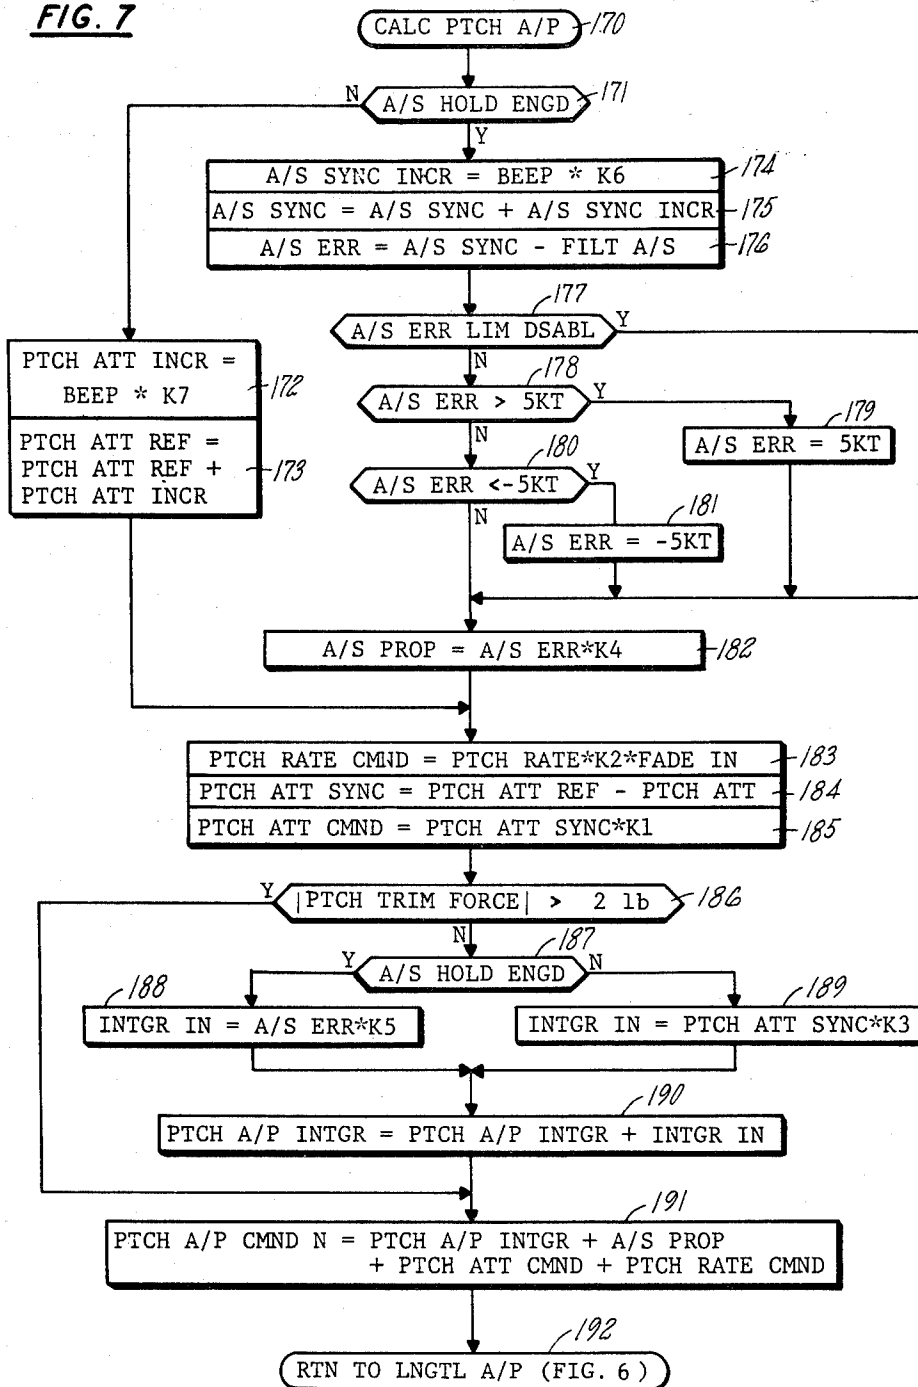 FIG. 7
CALC PTCH A/P 170
N A/S HOLD ENGD 171
Y
A/S SYNC INCR = BEEP * K6 174
A/S SYNC = A/S SYNC + A/S SYNC INCR 175
A/S ERR = A/S SYNC - FILT A/S 176
177
A/S ERR LIM DSABL Y
N
PTCH ATT INCR =
BEEP * K7 172
PTCH ATT REF =
PTCH ATT REF + 173
PTCH ATT INCR
178
A/S ERR > 5KT Y
N
179
A/S ERR = 5KT
180
A/S ERR <-5KT Y
N
181
A/S ERR = -5KT
A/S PROP = A/S ERR*K4 182
PTCH RATE CMND = PTCH RATE*K2*FADE IN 183
PTCH ATT SYNC = PTCH ATT REF - PTCH ATT 184
PTCH ATT CMND = PTCH ATT SYNC*K1 185
Y |PTCH TRIM FORCE| > 2 lb 186
N
187
Y A/S HOLD ENGD N
188
INTGR IN = A/S ERR*K5
189
INTGR IN = PTCH ATT SYNC*K3
190
PTCH A/P INTGR = PTCH A/P INTGR + INTGR IN
191
PTCH A/P CMND N = PTCH A/P INTGR + A/S PROP
+ PTCH ATT CMND + PTCH RATE CMND
192
RTN TO LNGTL A/P (FIG. 6)